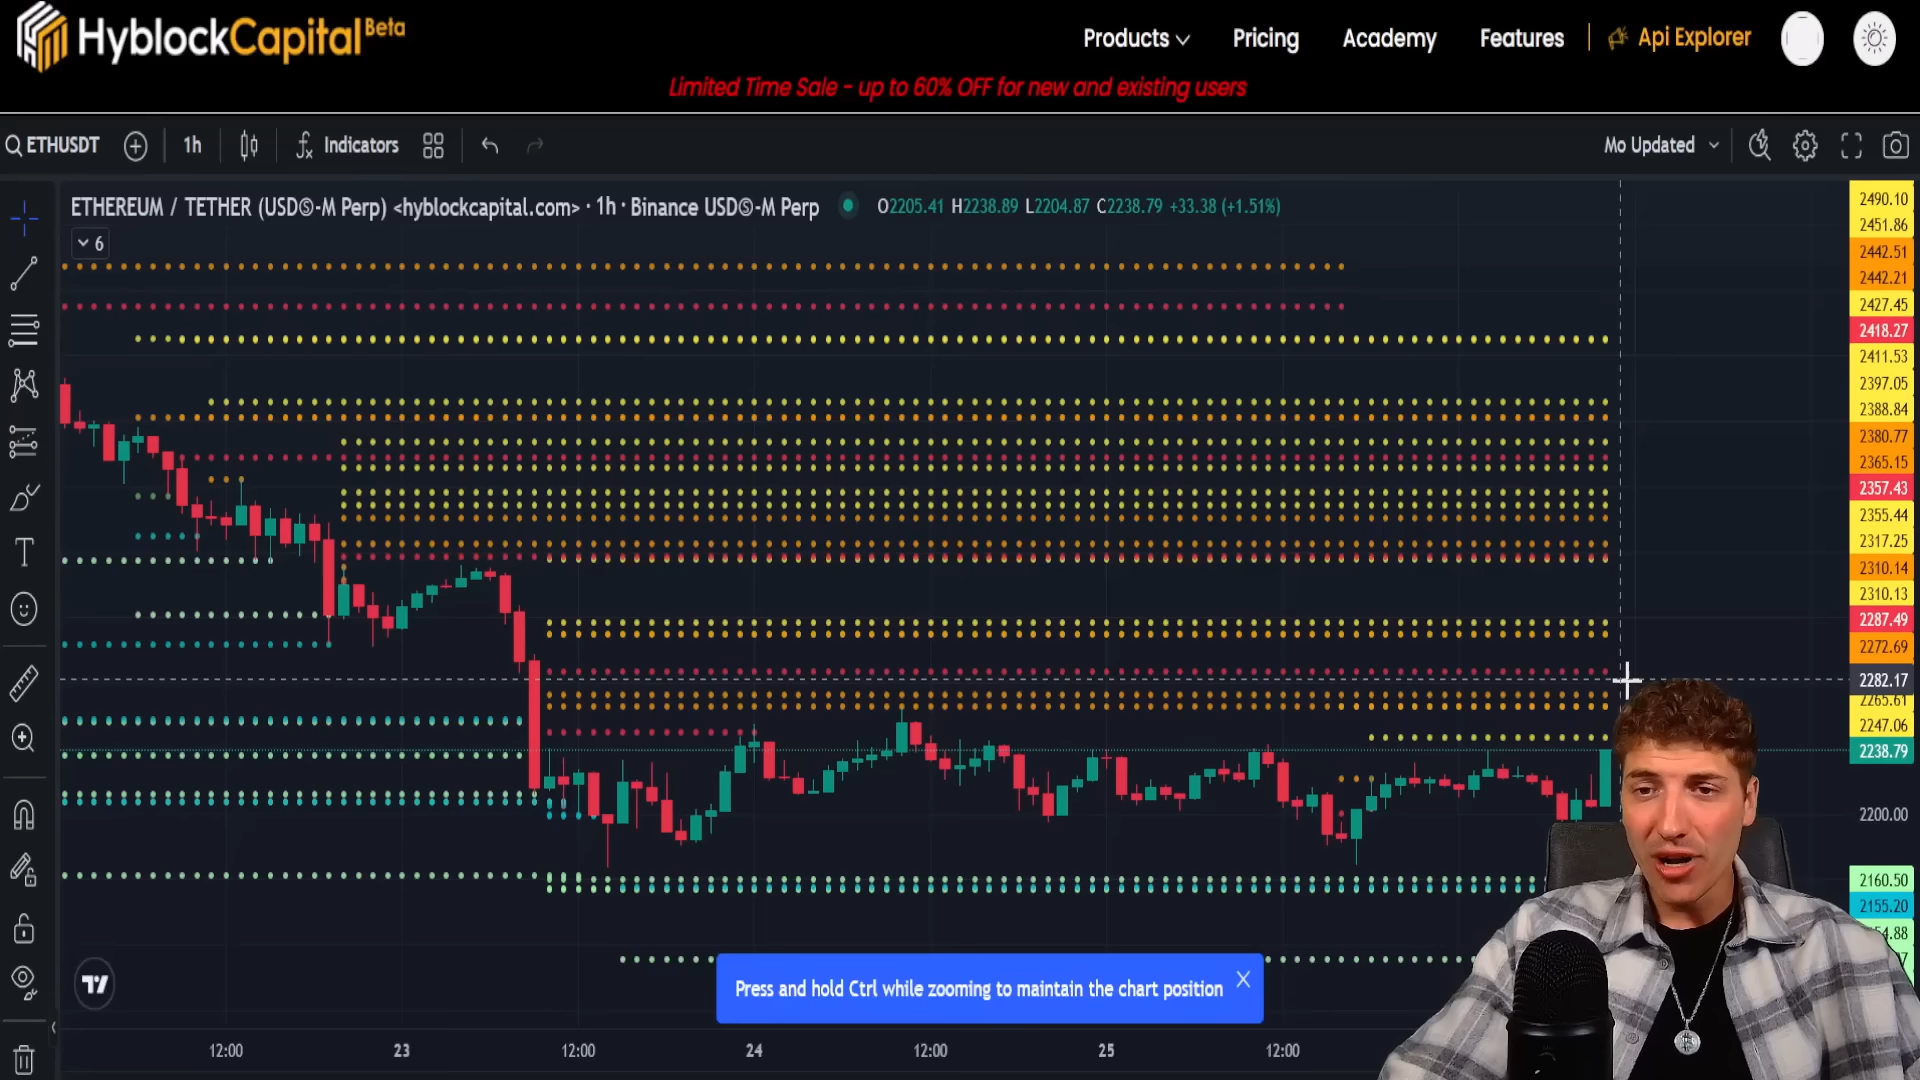 HyblockCapital Beta
Products
Pricing
Academy
Features
Api Explorer
Limited Time Sale - up to 60% OFF for new and existing users
ETHUSDT
1h
Indicators
Mo Updated
ETHEREUM / TETHER (USDⓈ-M Perp) <hyblockcapital.com> · 1h · Binance USDⓈ-M Perp
O2205.41 H2238.89 L2204.87 C2238.79 +33.38 (+1.51%)
6
2490.10
2451.86
2442.51
2442.21
2427.45
2418.27
2411.53
2397.05
2388.84
2380.77
2365.15
2357.43
2355.44
2317.25
2310.14
2310.13
2287.49
2272.69
2282.17
2265.61
2247.06
2238.79
2200.00
2160.50
2155.20
Press and hold Ctrl while zooming to maintain the chart position
12:00
23
12:00
24
12:00
25
12:00